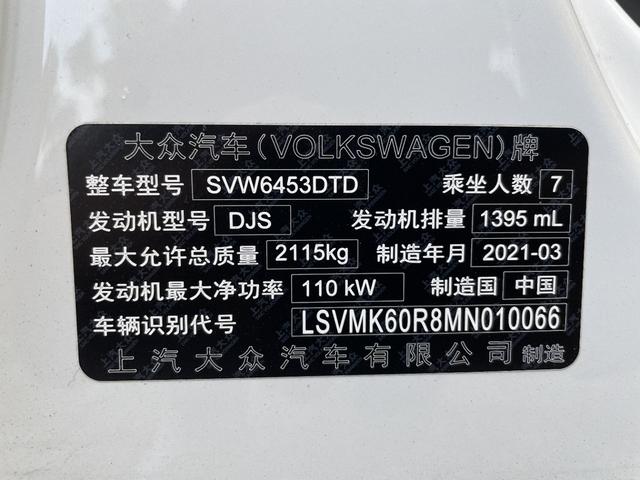 大众汽车(VOLKSWAGEN)牌
整车型号 SVW6453DTD 乘坐人数 7
发动机型号 DJS 发动机排量 1395 mL
最大允许总质量 2115kg 制造年月 2021-03
发动机最大净功率 110 kW 制造国 中国
车辆识别代号 LSVMK60R8MN010066
上汽大众汽车有限公司 制造